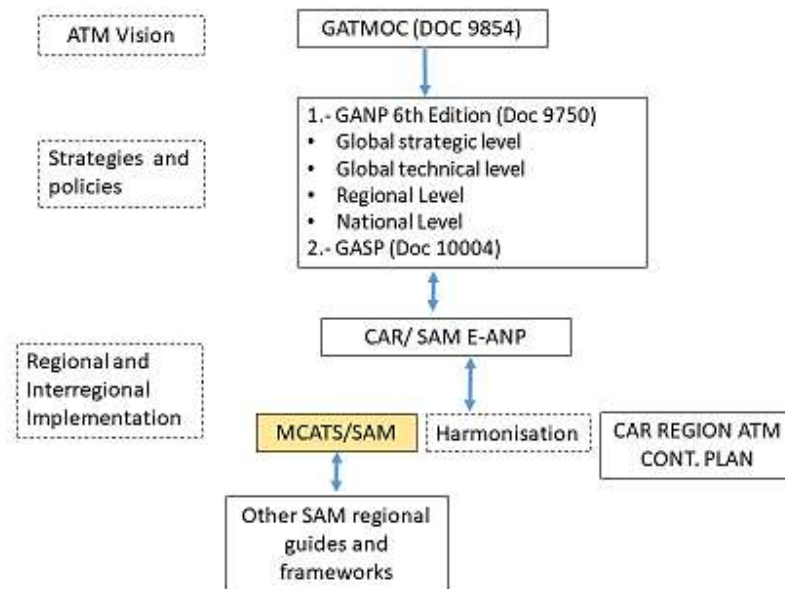 ATM Vision
GATMOC (DOC 9854)
Strategies and
policies
1.- GANP 6th Edition (Doc 9750)
• Global strategic level
• Global technical level
• Regional Level
• National Level
2.- GASP (Doc 10004)
CAR/ SAM E-ANP
Regional and
Interregional
Implementation
MCATS/SAM
Harmonisation
CAR REGION ATM
CONT. PLAN
Other SAM regional
guides and
frameworks